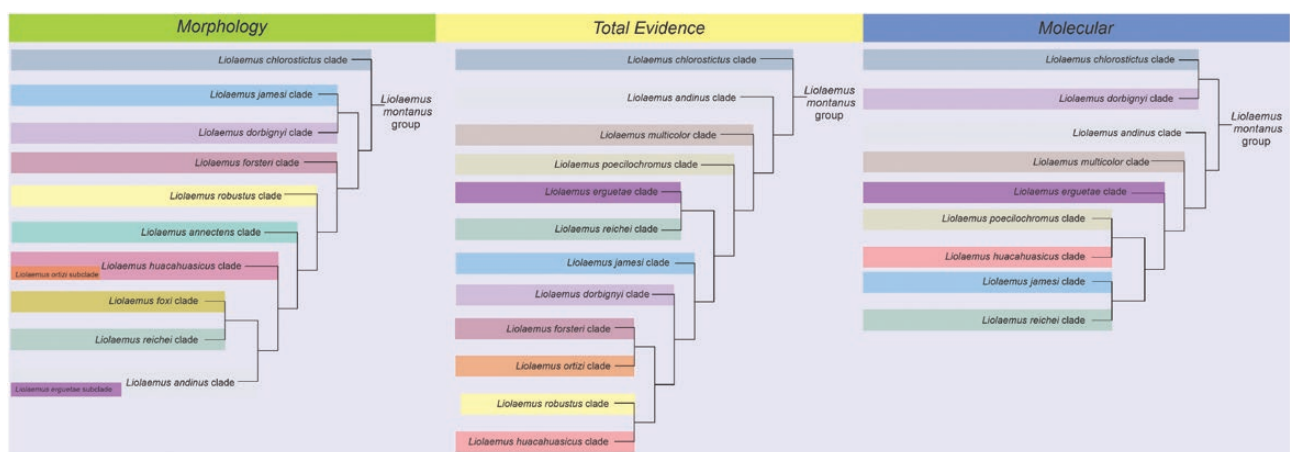 Morphology
Liolaemus chlorostictus clade
Liolaemus jamesi clade
Liolaemus dorbignyi clade
Liolaemus forsteri clade
Liolaemus robustus clade
Liolaemus annectens clade
Liolaemus huacahuasicus clade
Liolaemus ortizi subclade
Liolaemus foxi clade
Liolaemus reichei clade
Liolaemus andinus clade
Liolaemus erguetae subclade
Liolaemus
montanus
group
Total Evidence
Liolaemus chlorostictus clade
Liolaemus andinus clade
Liolaemus multicolor clade
Liolaemus poecilochromus clade
Liolaemus erguetae clade
Liolaemus reichei clade
Liolaemus jamesi clade
Liolaemus dorbignyi clade
Liolaemus forsteri clade
Liolaemus ortizi clade
Liolaemus robustus clade
Liolaemus huacahuasicus clade
Liolaemus
montanus
group
Molecular
Liolaemus chlorostictus clade
Liolaemus dorbignyi clade
Liolaemus andinus clade
Liolaemus multicolor clade
Liolaemus erguetae clade
Liolaemus poecilochromus clade
Liolaemus huacahuasicus clade
Liolaemus jamesi clade
Liolaemus reichei clade
Liolaemus
montanus
group